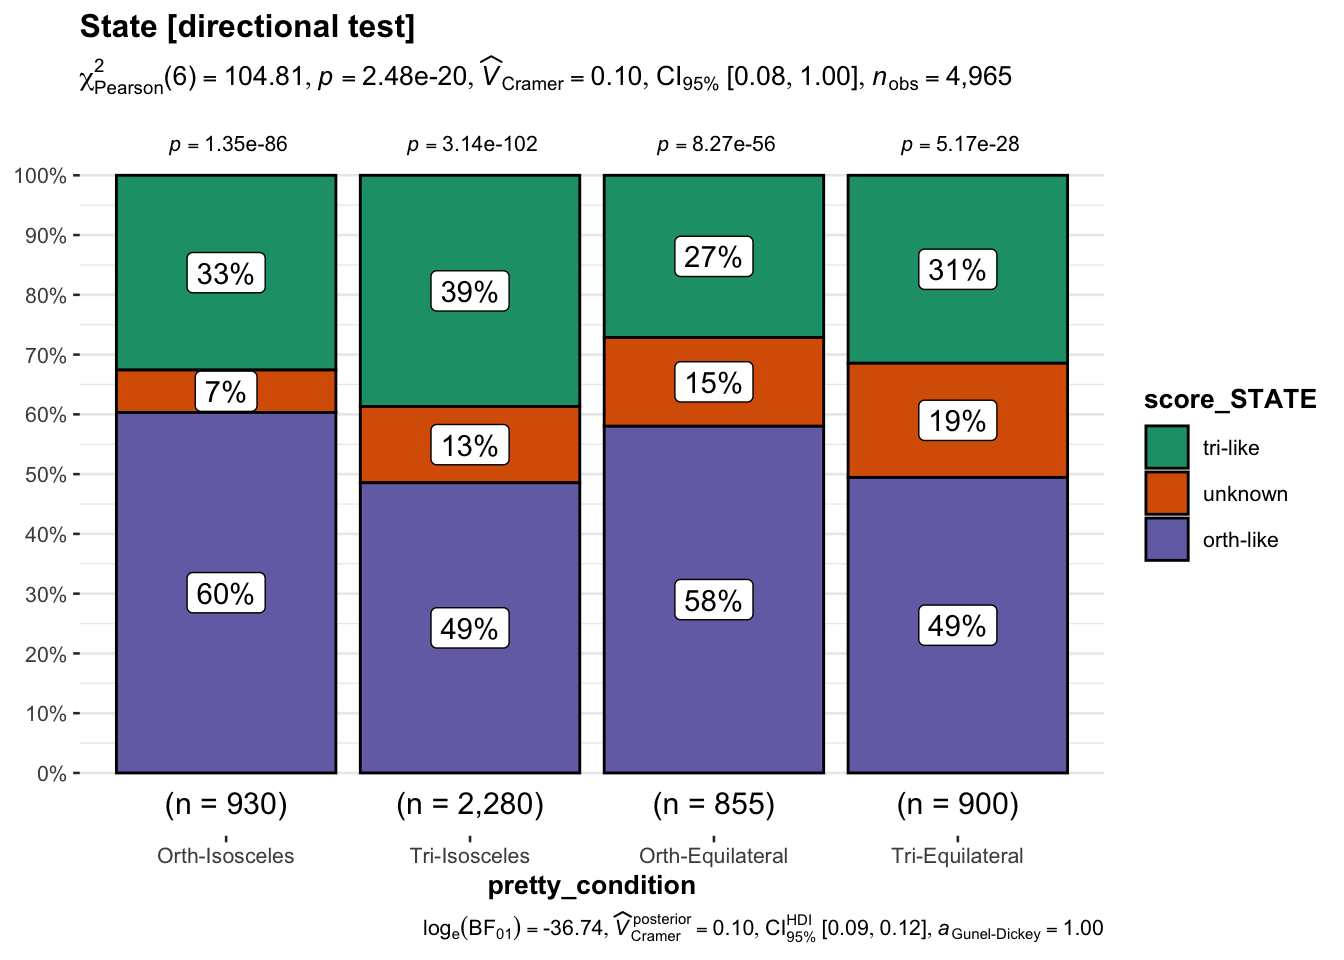 State [directional test]
χ²Pearson(6) = 104.81, p = 2.48e-20, V̂Cramer = 0.10, CI95% [0.08, 1.00], nobs = 4,965
p = 1.35e-86 p = 3.14e-102 p = 8.27e-56 p = 5.17e-28
100%
90%
80%
70%
60%
50%
40%
30%
20%
10%
0%
33% 39% 27% 31%
7% 13% 15% 19%
60% 49% 58% 49%
score_STATE
tri-like
unknown
orth-like
(n = 930) (n = 2,280) (n = 855) (n = 900)
Orth-Isosceles Tri-Isosceles Orth-Equilateral Tri-Equilateral
pretty_condition
loge(BF01) = -36.74, V̂posteriorCramer = 0.10, CIHDI95% [0.09, 0.12], aGunel-Dickey = 1.00